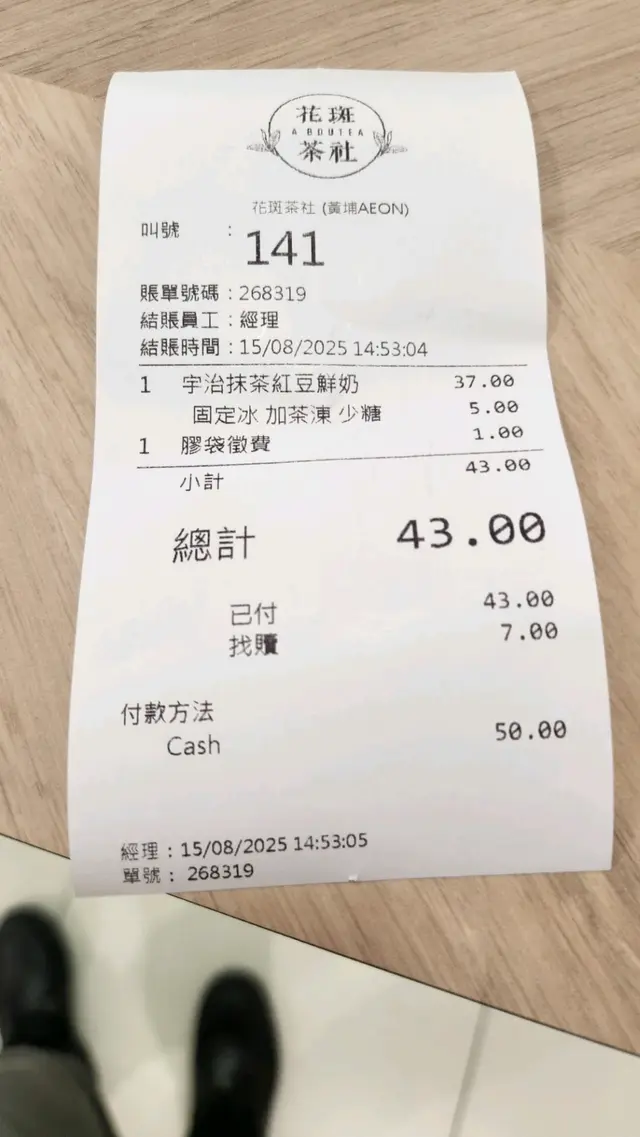 花斑
A BOUTEA
茶社
花斑茶社 (黃埔AEON)
叫號 : 141
賬單號碼 : 268319
結賬員工 : 經理
結賬時間 : 15/08/2025 14:53:04
1 宇治抹茶紅豆鮮奶 37.00
固定冰 加茶凍 少糖 5.00
1 膠袋徵費 1.00
小計 43.00
總計 43.00
已付 43.00
找贖 7.00
付款方法
Cash 50.00
經理 : 15/08/2025 14:53:05
單號 : 268319